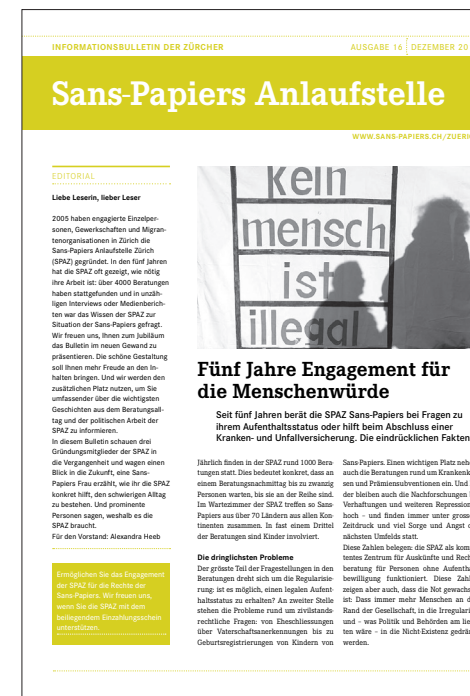 INFORMATIONSBULLETIN DER ZÜRCHER
AUSGABE 16 DEZEMBER 20
Sans-Papiers Anlaufstelle
WWW.SANS-PAPIERS.CH/ZUERIC
EDITORIAL
Liebe Leserin, lieber Leser
2005 haben engagierte Einzelper-
sonen, Gewerkschaften und Migran-
tenorganisationen in Zürich die
Sans-Papiers Anlaufstelle Zürich
(SPAZ) gegründet. In den fünf Jahren
hat die SPAZ oft gezeigt, wie nötig
ihre Arbeit ist: über 4000 Beratungen
haben stattgefunden und in unzäh-
ligen Interviews oder Medienberich-
ten war das Wissen der SPAZ zur
Situation der Sans-Papiers gefragt.
Wir freuen uns, Ihnen zum Jubiläum
das Bulletin im neuen Gewand zu
präsentieren. Die schöne Gestaltung
soll Ihnen mehr Freude an den In-
halten bringen. Und wir werden den
zusätzlichen Platz nutzen, um Sie
umfassender über die wichtigsten
Geschichten aus dem Beratungsall-
tag und der politischen Arbeit der
SPAZ zu informieren.
In diesem Bulletin schauen drei
Gründungsmitglieder der SPAZ in
die Vergangenheit und wagen einen
Blick in die Zukunft, eine Sans-
Papiers Frau erzählt, wie ihr die SPAZ
konkret hilft, den schwierigen Alltag
zu bestehen. Und prominente
Personen sagen, weshalb es die
SPAZ braucht.
Für den Vorstand: Alexandra Heeb
Ermöglichen Sie das Engagement
der SPAZ für die Rechte der
Sans-Papiers. Wir freuen uns,
wenn Sie die SPAZ mit dem
beiliegendem Einzahlungsschein
unterstützen.
kein
mensch
ist
illegal
Fünf Jahre Engagement für
die Menschenwürde
Seit fünf Jahren berät die SPAZ Sans-Papiers bei Fragen zu
ihrem Aufenthaltsstatus oder hilft beim Abschluss einer
Kranken- und Unfallversicherung. Die eindrücklichen Fakten
Jährlich finden in der SPAZ rund 1000 Bera-
tungen statt. Dies bedeutet konkret, dass an
einem Beratungsnachmittag bis zu zwanzig
Personen warten, bis sie an der Reihe sind.
Im Wartezimmer der SPAZ treffen so Sans-
Papiers aus über 70 Ländern aus allen Kon-
tinenten zusammen. In fast einem Drittel
der Beratungen sind Kinder involviert.
Die dringlichsten Probleme
Der grösste Teil der Fragestellungen in den
Beratungen dreht sich um die Regularisie-
rung: ist es möglich, einen legalen Aufent-
haltsstatus zu erhalten? An zweiter Stelle
stehen die Probleme rund um zivilstands-
rechtliche Fragen: von Eheschliessungen
über Vaterschaftsanerkennungen bis zu
Geburtsregistrierungen von Kindern von
Sans-Papiers. Einen wichtigen Platz nehm
auch die Beratungen rund um Krankenkas
sen und Prämiensubventionen ein. Und le
der bleiben auch die Nachforschungen
Verhaftungen und weiteren Repression
hoch – und finden immer unter gross
Zeitdruck und viel Sorge und Angst d
nächsten Umfelds statt.
Diese Zahlen belegen: die SPAZ als kom
tentes Zentrum für Auskünfte und Rech
beratung für Personen ohne Aufentha
bewilligung funktioniert. Diese Zahl
zeigen aber auch, dass die Not gewachs
ist: Dass immer mehr Menschen an d
Rand der Gesellschaft, in die Irregulari
und – was Politik und Behörden am lie
ten wäre – in die Nicht-Existenz gedrän
werden.